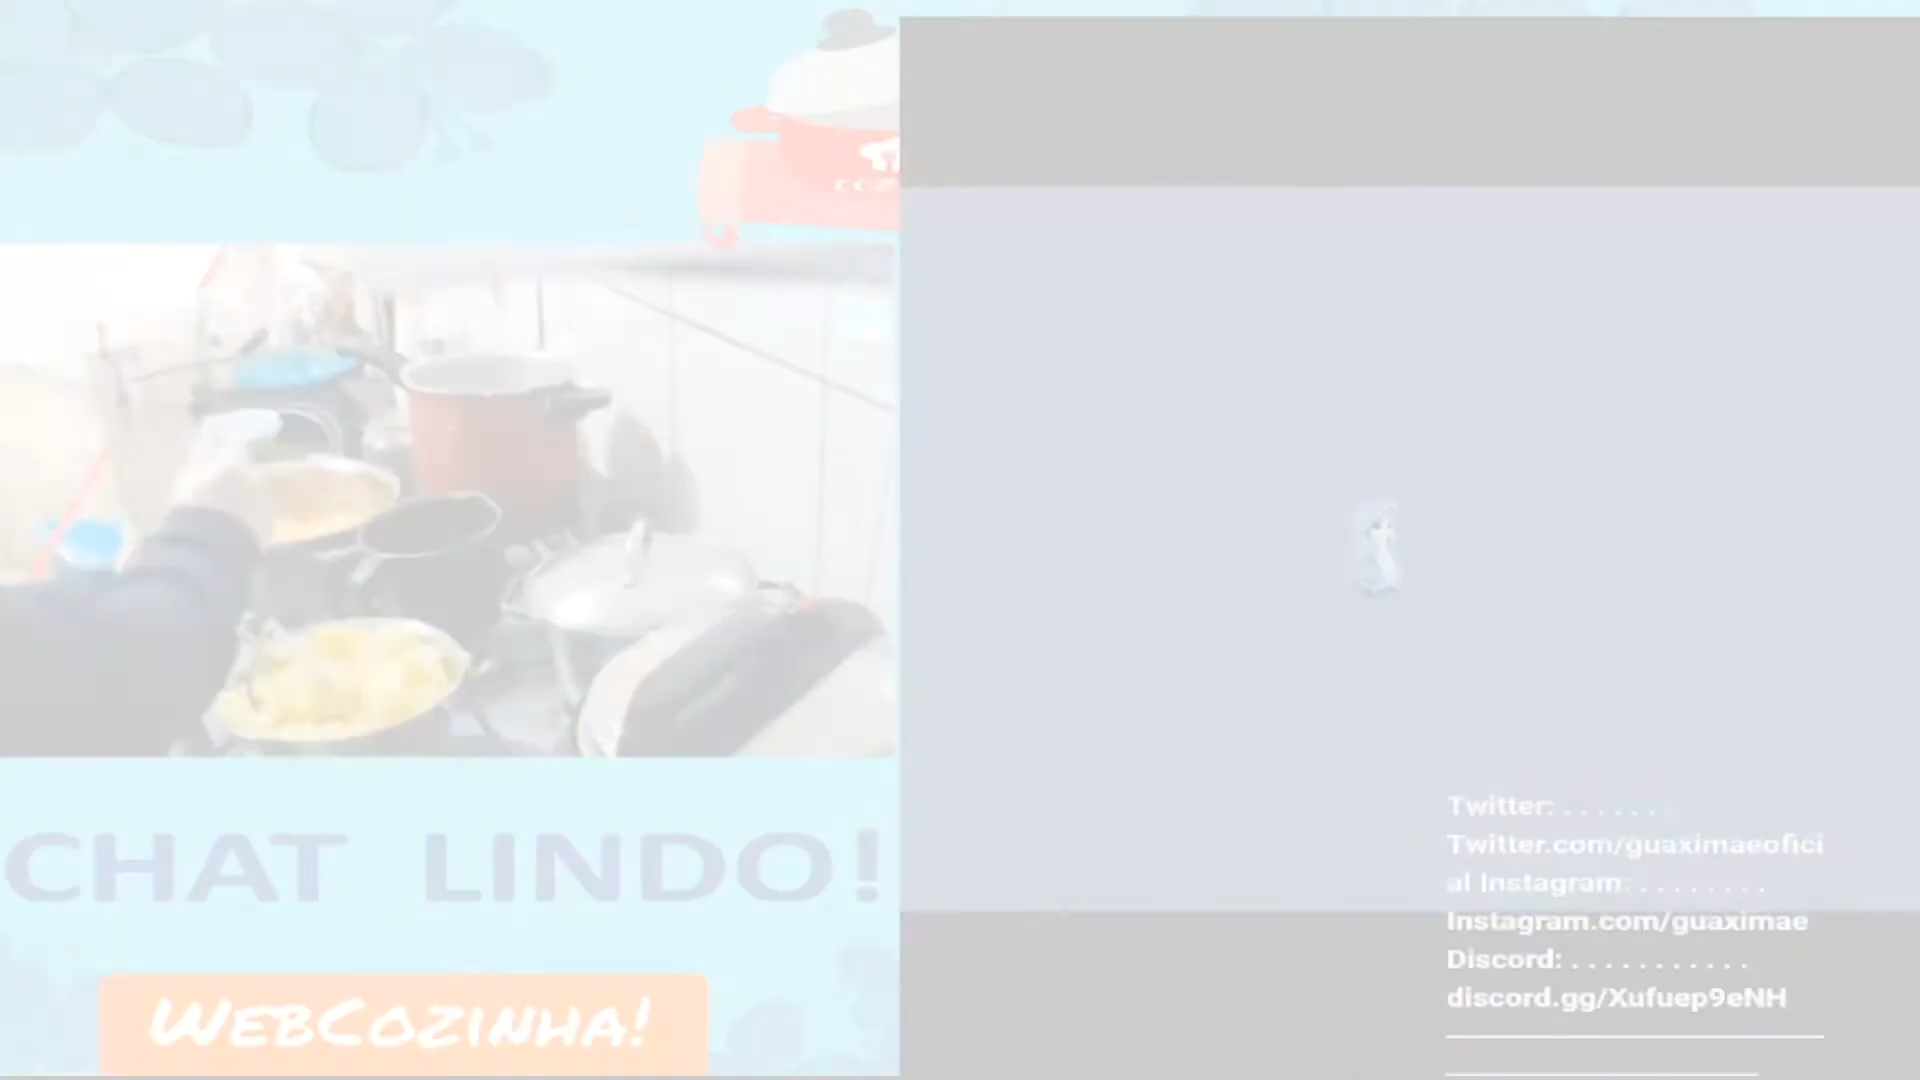 CHAT LINDO!
WEBCOZINHA!
Twitter: . . . . . . .
Twitter.com/guaximaeofici
al Instagram: . . . . . . . .
Instagram.com/guaximae
Discord: . . . . . . . . . . .
discord.gg/Xufuep9eNH